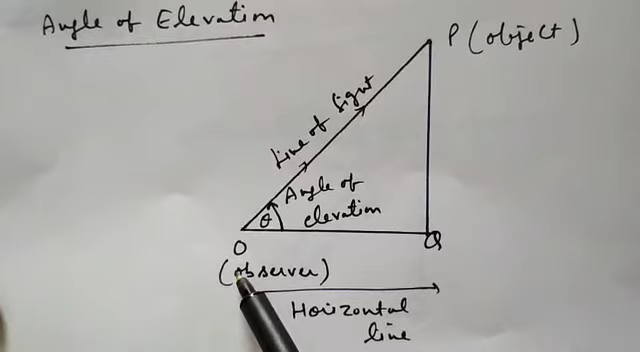 Angle of Elevation
P (object)
Line of Sight
Angle of
elevation
θ
O
Q
(observer)
Horizontal
line